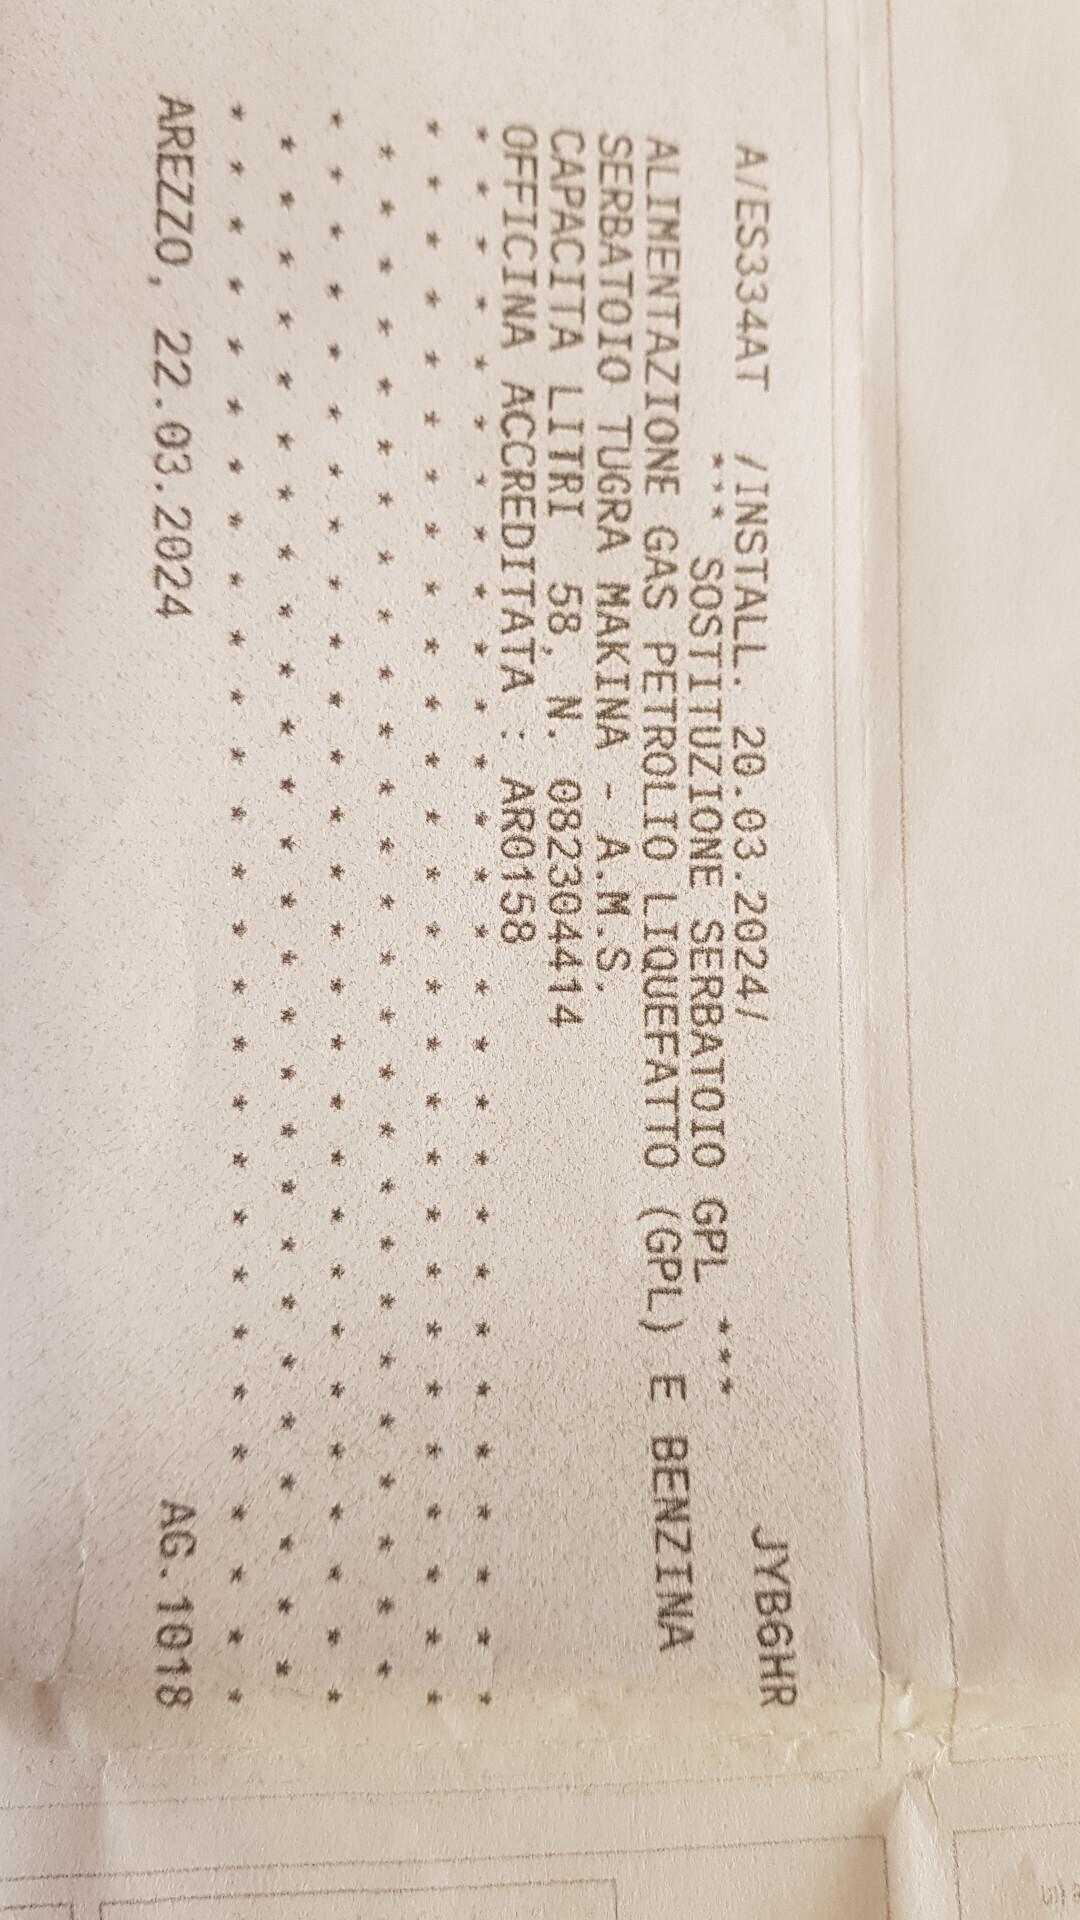 A/ES334AT /INSTALL. 20.03.2024/ JYB6HR
*** SOSTITUZIONE SERBATOIO GPL ***
ALIMENTAZIONE GAS PETROLIO LIQUEFATTO (GPL) E BENZINA
SERBATOIO TUGRA MAKINA - A.M.S.
CAPACITA LITRI 58, N. 082304414
OFFICINA ACCREDITATA : AR0158
* * * * * * * * * * * * * * * * * * * * * * * * * * * *
* * * * * * * * * * * * * * * * * * * * * * * * * * * *
* * * * * * * * * * * * * * * * * * * * * * * * * * *
* * * * * * * * * * * * * * * * * * * * * * * * * * * *
* * * * * * * * * * * * * * * * * * * * * * * * * * *
* * * * * * * * * * * * * * * * * * * * * * * * * * * *
AREZZO, 22.03.2024 AG.1018